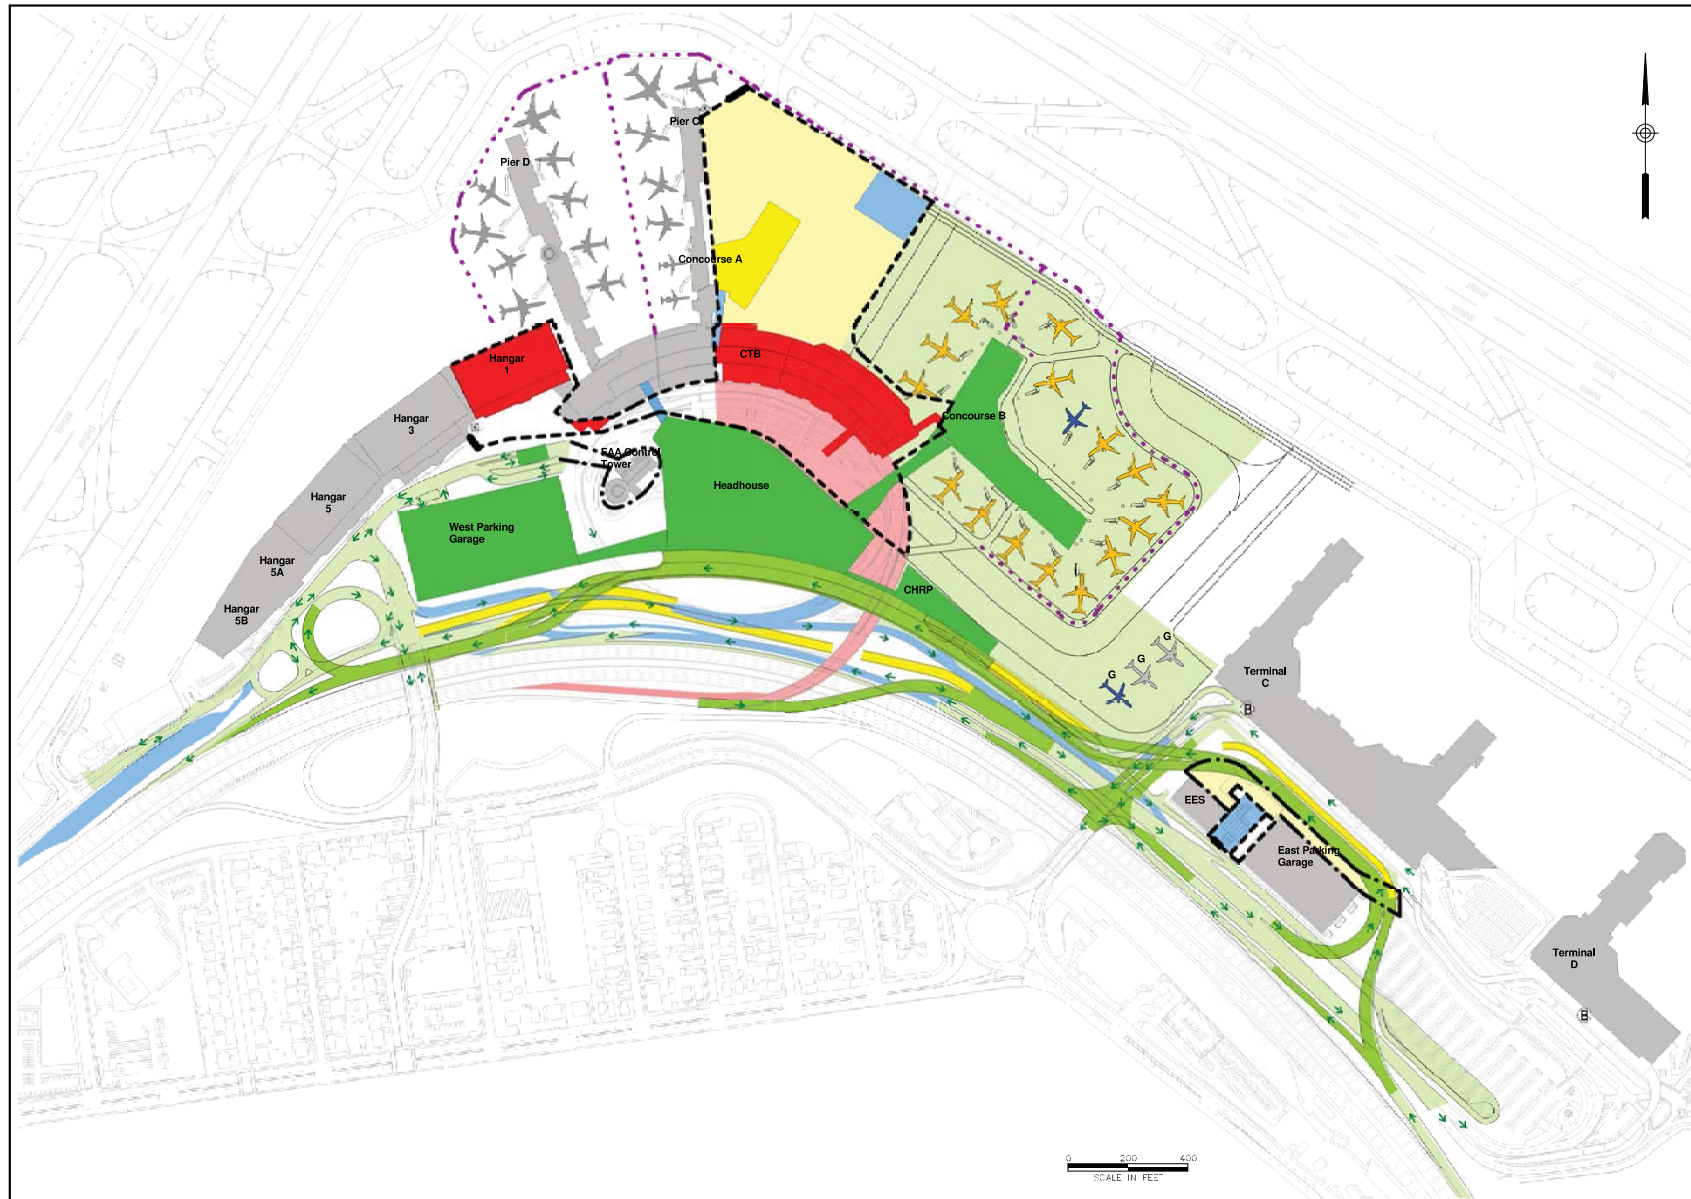 Pier C
Pier D
Concourse A
Hangar
1
CTB
Hangar
3
Concourse B
FAA Control
Tower
Headhouse
Hangar
5
West Parking
Garage
Hangar
5A
CHRP
Hangar
5B
G
G
G
Terminal
C
B
EES
East Parking
Garage
Terminal
D
B
0 200 400
SCALE IN FEET